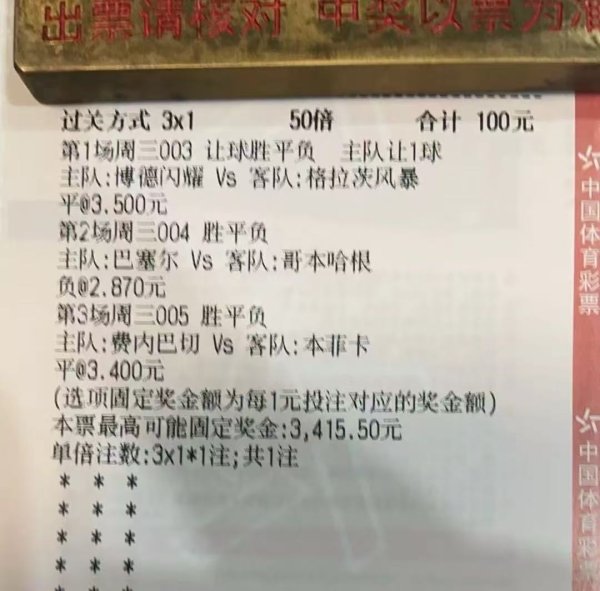 出票请核对 中奖以票为准
过关方式 3x1 50倍 合计 100元
第1场周三003 让球胜平负 主队让1球
主队:博德闪耀 Vs 客队:格拉茨风暴
平@3.500元
第2场周三004 胜平负
主队:巴塞尔 Vs 客队:哥本哈根
负@2.870元
第3场周三005 胜平负
主队:费内巴切 Vs 客队:本菲卡
平@3.400元
(选项固定奖金额为每1元投注对应的奖金额)
本票最高可能固定奖金:3,415.50元
单倍注数:3x1*1注;共1注
* * *
* * *
* * *
* * *
* * *
中国体育彩票
中国体育彩票